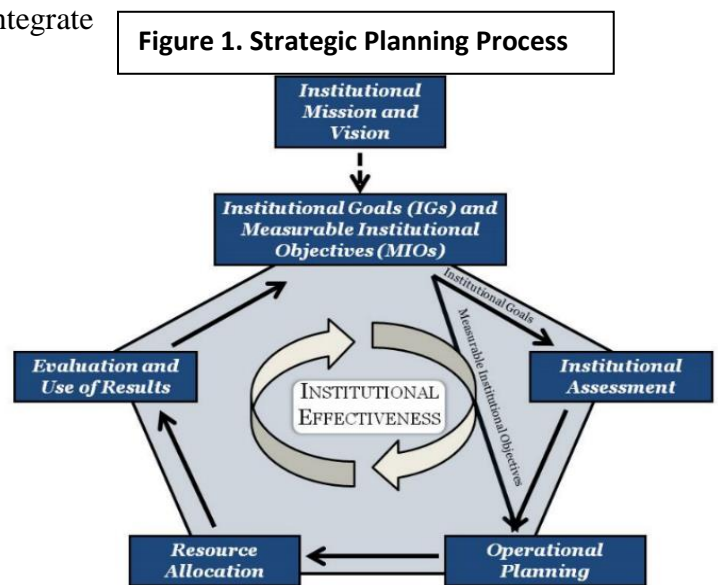 ntegrate
Figure 1. Strategic Planning Process
Institutional
Mission and
Vision
Institutional Goals (IGs) and
Measurable Institutional
Objectives (MIOs)
Institutional Goals
Measurable Institutional Objectives
Evaluation and
Use of Results
INSTITUTIONAL
EFFECTIVENESS
Institutional
Assessment
Resource
Allocation
Operational
Planning